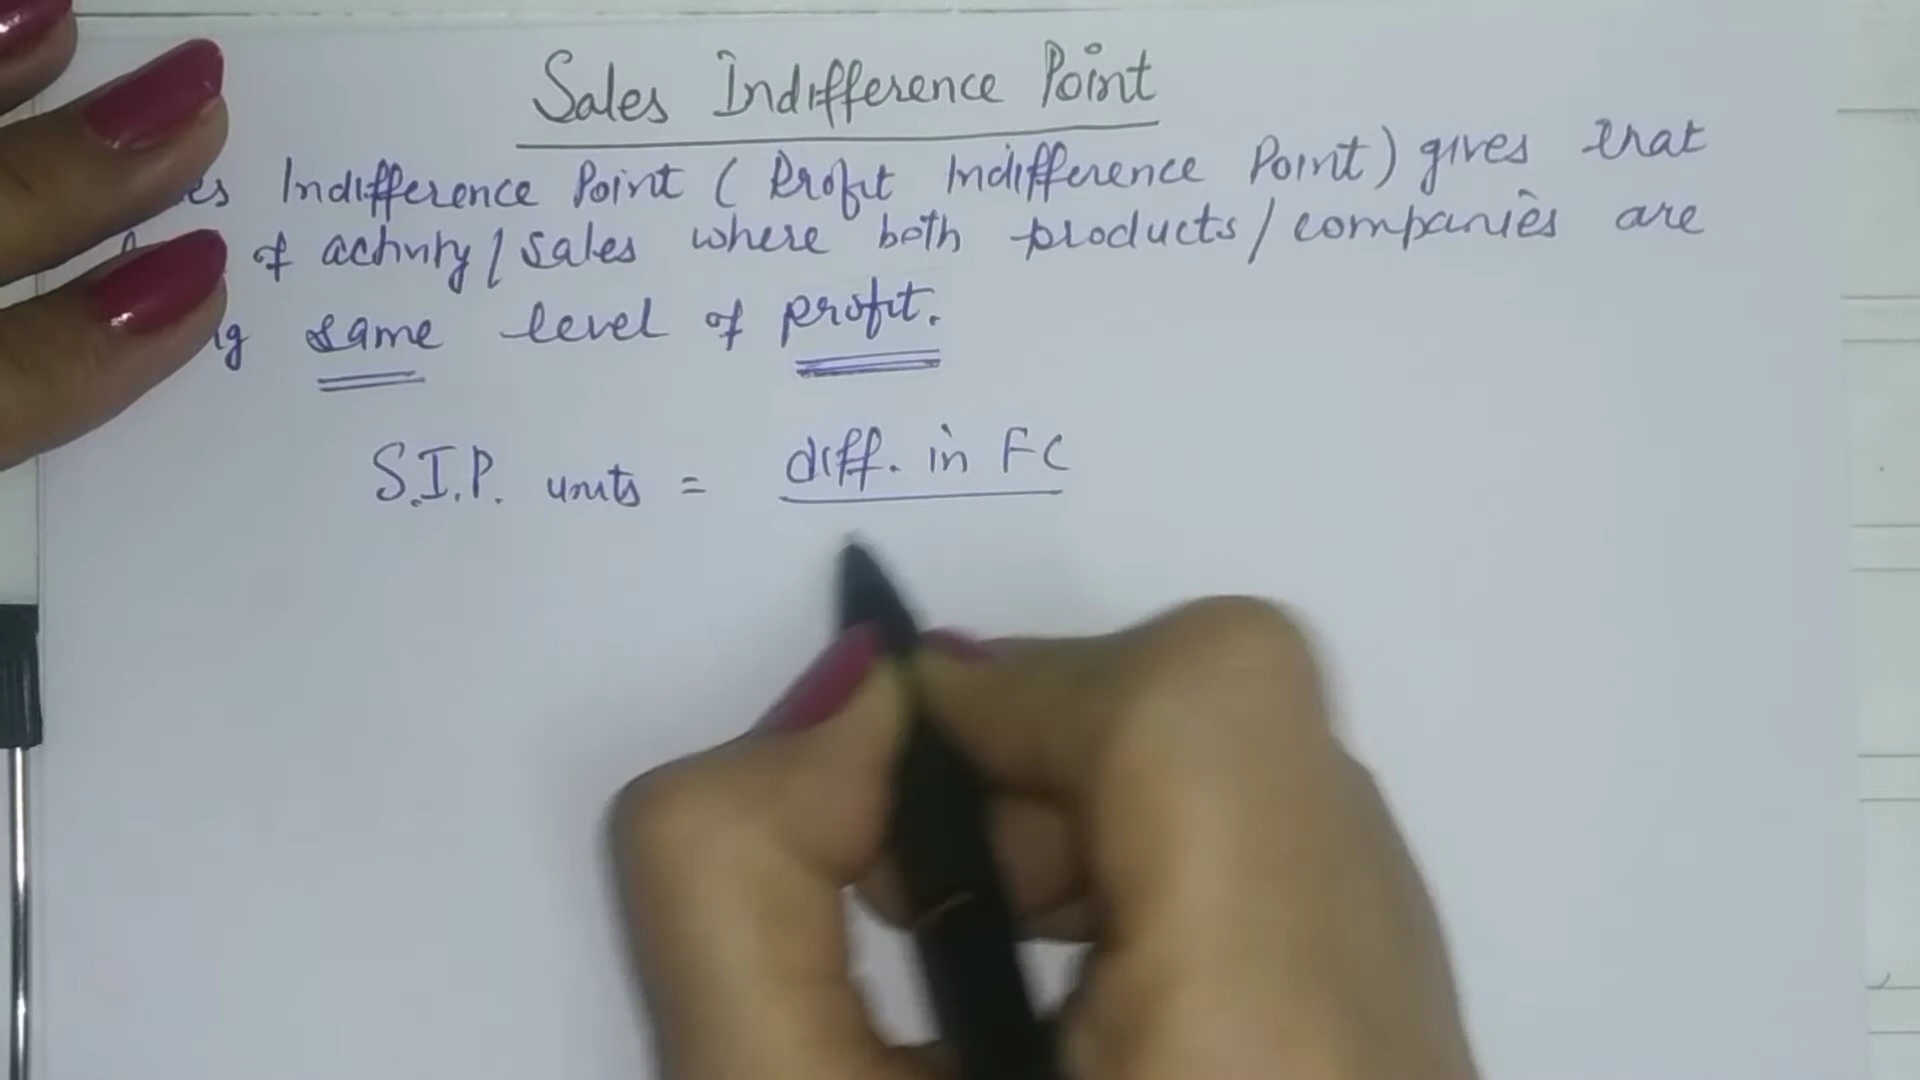 Sales Indifference Point
es Indifference Point (Profit Indifference Point) gives that
of activity/Sales where both products/companies are
ng same level of profit.
S.I.P. units = diff. in FC